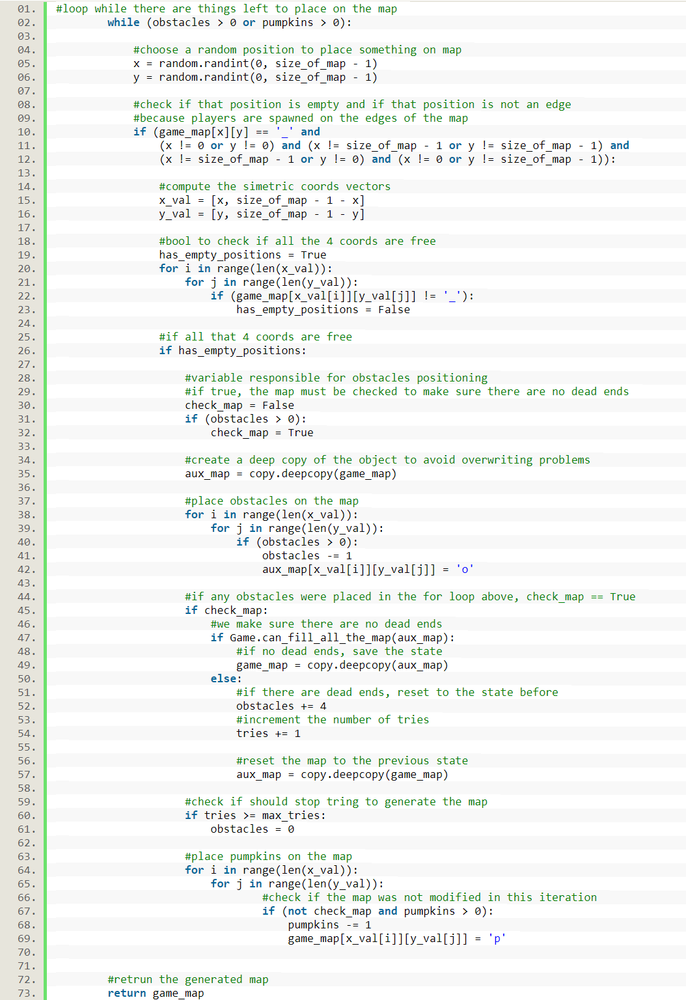 01. #loop while there are things left to place on the map
02.         while (obstacles > 0 or pumpkins > 0):
03.
04.             #choose a random position to place something on map
05.             x = random.randint(0, size_of_map - 1)
06.             y = random.randint(0, size_of_map - 1)
07.
08.             #check if that position is empty and if that position is not an edge
09.             #because players are spawned on the edges of the map
10.             if (game_map[x][y] == '_' and
11.                 (x != 0 or y != 0) and (x != size_of_map - 1 or y != size_of_map - 1) and
12.                 (x != size_of_map - 1 or y != 0) and (x != 0 or y != size_of_map - 1)):
13.
14.                 #compute the simetric coords vectors
15.                 x_val = [x, size_of_map - 1 - x]
16.                 y_val = [y, size_of_map - 1 - y]
17.
18.                 #bool to check if all the 4 coords are free
19.                 has_empty_positions = True
20.                 for i in range(len(x_val)):
21.                     for j in range(len(y_val)):
22.                         if (game_map[x_val[i]][y_val[j]] != '_'):
23.                             has_empty_positions = False
24.
25.                 #if all that 4 coords are free
26.                 if has_empty_positions:
27.
28.                     #variable responsible for obstacles positioning
29.                     #if true, the map must be checked to make sure there are no dead ends
30.                     check_map = False
31.                     if (obstacles > 0):
32.                         check_map = True
33.
34.                     #create a deep copy of the object to avoid overwriting problems
35.                     aux_map = copy.deepcopy(game_map)
36.
37.                     #place obstacles on the map
38.                     for i in range(len(x_val)):
39.                         for j in range(len(y_val)):
40.                             if (obstacles > 0):
41.                                 obstacles -= 1
42.                                 aux_map[x_val[i]][y_val[j]] = 'o'
43.
44.                     #if any obstacles were placed in the for loop above, check_map == True
45.                     if check_map:
46.                         #we make sure there are no dead ends
47.                         if Game.can_fill_all_the_map(aux_map):
48.                             #if no dead ends, save the state
49.                             game_map = copy.deepcopy(aux_map)
50.                         else:
51.                             #if there are dead ends, reset to the state before
52.                             obstacles += 4
53.                             #increment the number of tries
54.                             tries += 1
55.
56.                             #reset the map to the previous state
57.                             aux_map = copy.deepcopy(game_map)
58.
59.                     #check if should stop tring to generate the map
60.                     if tries >= max_tries:
61.                         obstacles = 0
62.
63.                     #place pumpkins on the map
64.                     for i in range(len(x_val)):
65.                         for j in range(len(y_val)):
66.                                 #check if the map was not modified in this iteration
67.                                 if (not check_map and pumpkins > 0):
68.                                     pumpkins -= 1
69.                                     game_map[x_val[i]][y_val[j]] = 'p'
70.
71.
72.         #retrun the generated map
73.         return game_map